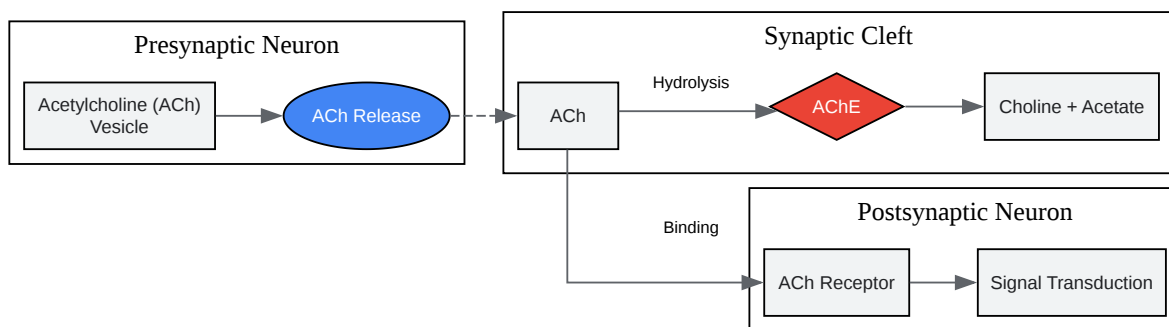 Presynaptic Neuron
Acetylcholine (ACh)
Vesicle
ACh Release
Synaptic Cleft
ACh
Hydrolysis
AChE
Choline + Acetate
Binding
Postsynaptic Neuron
ACh Receptor
Signal Transduction